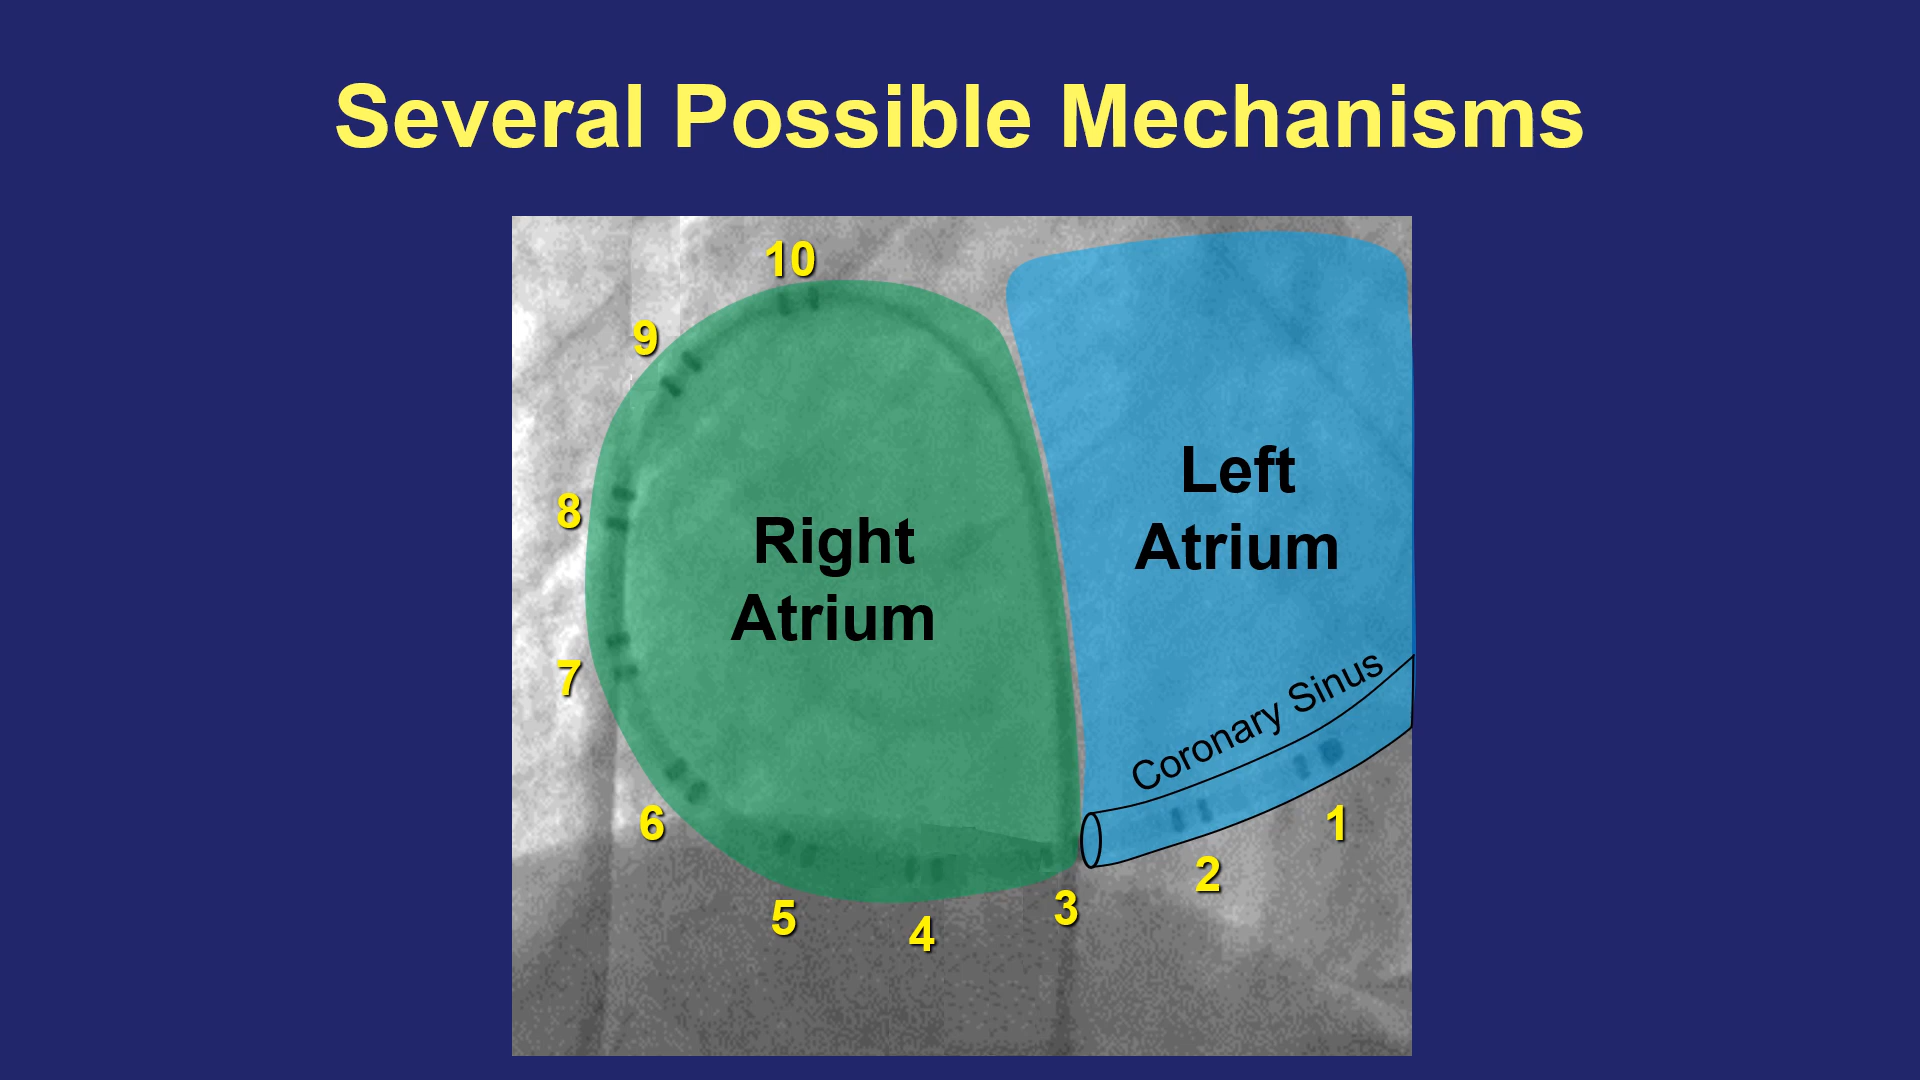 Several Possible Mechanisms
10
9
8
7
6
5
4
3
2
1
Right
Atrium
Left
Atrium
Coronary Sinus